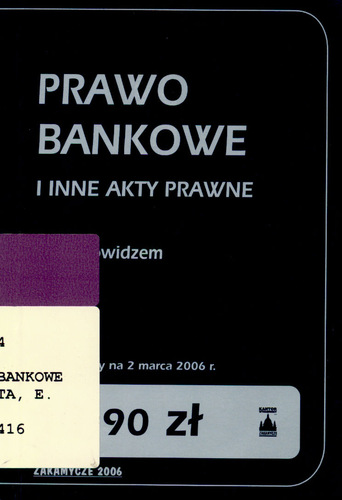 PRAWO
BANKOWE
I INNE AKTY PRAWNE
owidzem
y na 2 marca 2006 r.
4
BANKOWE
TA, E.
416
90 zł
ZAKAMYCZE 2006